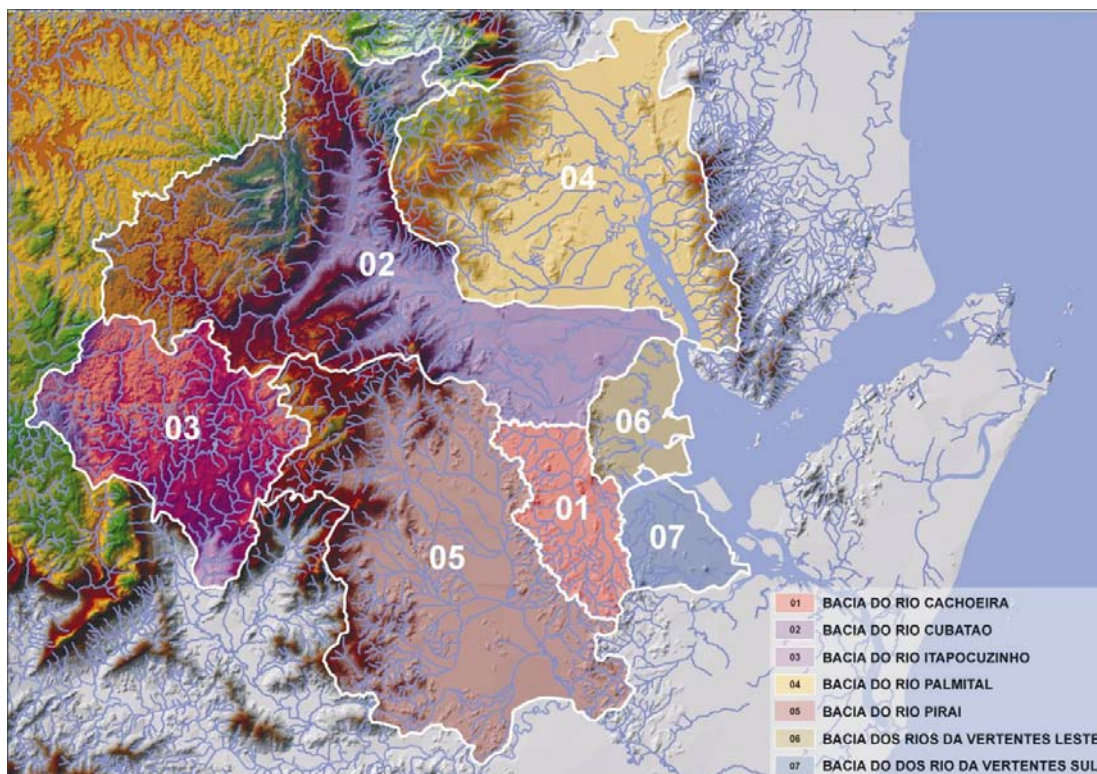 04
02
03
06
01
05
07
01 BACIA DO RIO CACHOEIRA
02 BACIA DO RIO CUBATAO
03 BACIA DO RIO ITAPOCUZINHO
04 BACIA DO RIO PALMITAL
05 BACIA DO RIO PIRAI
06 BACIA DOS RIOS DA VERTENTES LESTE
07 BACIA DO DOS RIO DA VERTENTES SUL